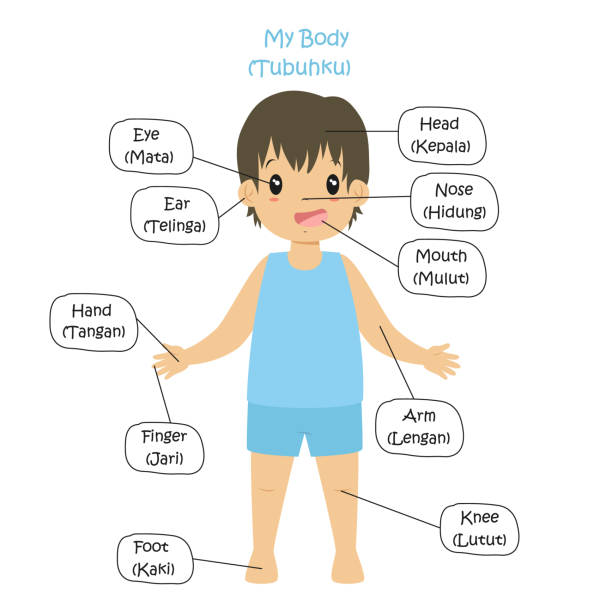 My Body
(Tubuhku)
Eye
(Mata)
Head
(Kepala)
Ear
(Telinga)
Nose
(Hidung)
Mouth
(Mulut)
Hand
(Tangan)
Arm
(Lengan)
Finger
(Jari)
Knee
(Lutut)
Foot
(Kaki)